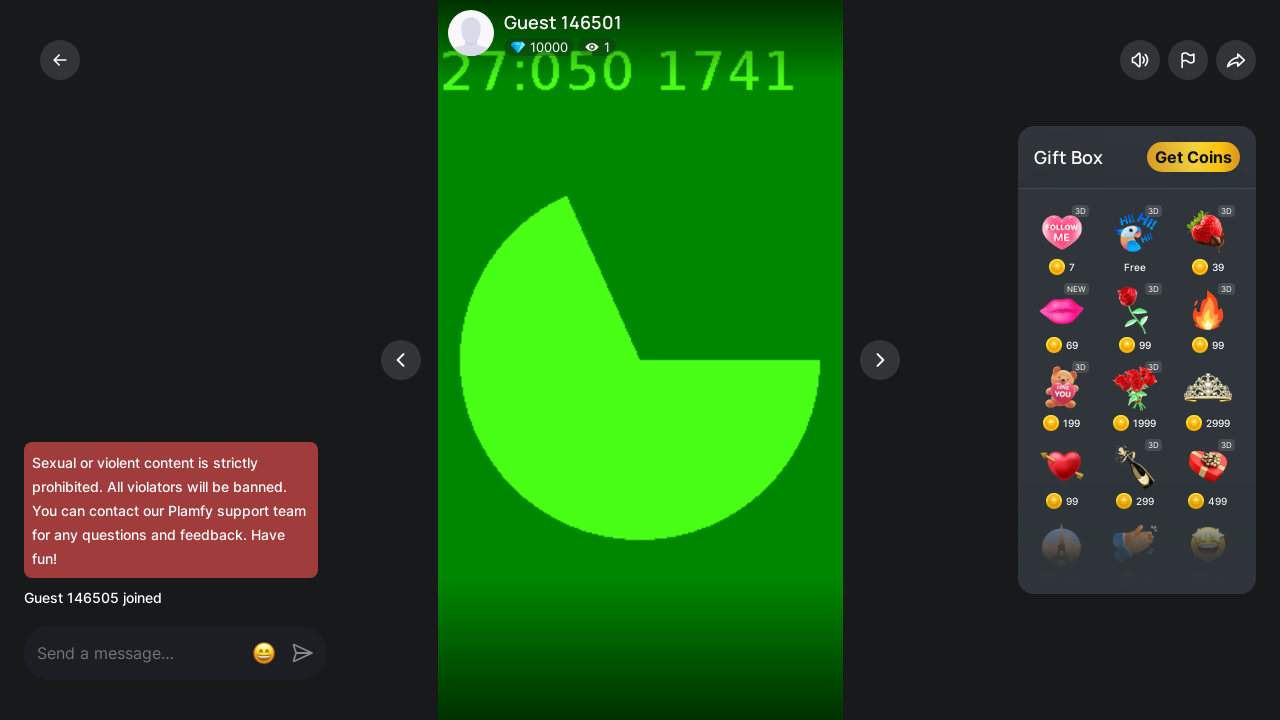 Guest 146501
10000
1
27:050 1741
Gift Box
Get Coins
3D
3D
3D
FOLLOW
ME
Hi! Hi!
Hi!
7
Free
39
NEW
3D
3D
69
99
99
3D
3D
LOVE
YOU
199
1999
2999
3D
3D
99
299
499
Sexual or violent content is strictly
prohibited. All violators will be banned.
You can contact our Plamfy support team
for any questions and feedback. Have
fun!
Guest 146505 joined
Send a message...